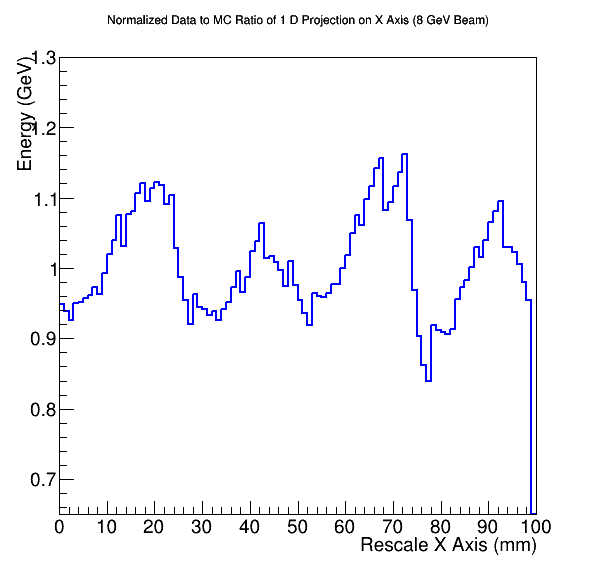 Normalized Data to MC Ratio of 1 D Projection on X Axis (8 GeV Beam)
Energy (GeV)
1.3
1.2
1.1
1
0.9
0.8
0.7
0 10 20 30 40 50 60 70 80 90 100
Rescale X Axis (mm)